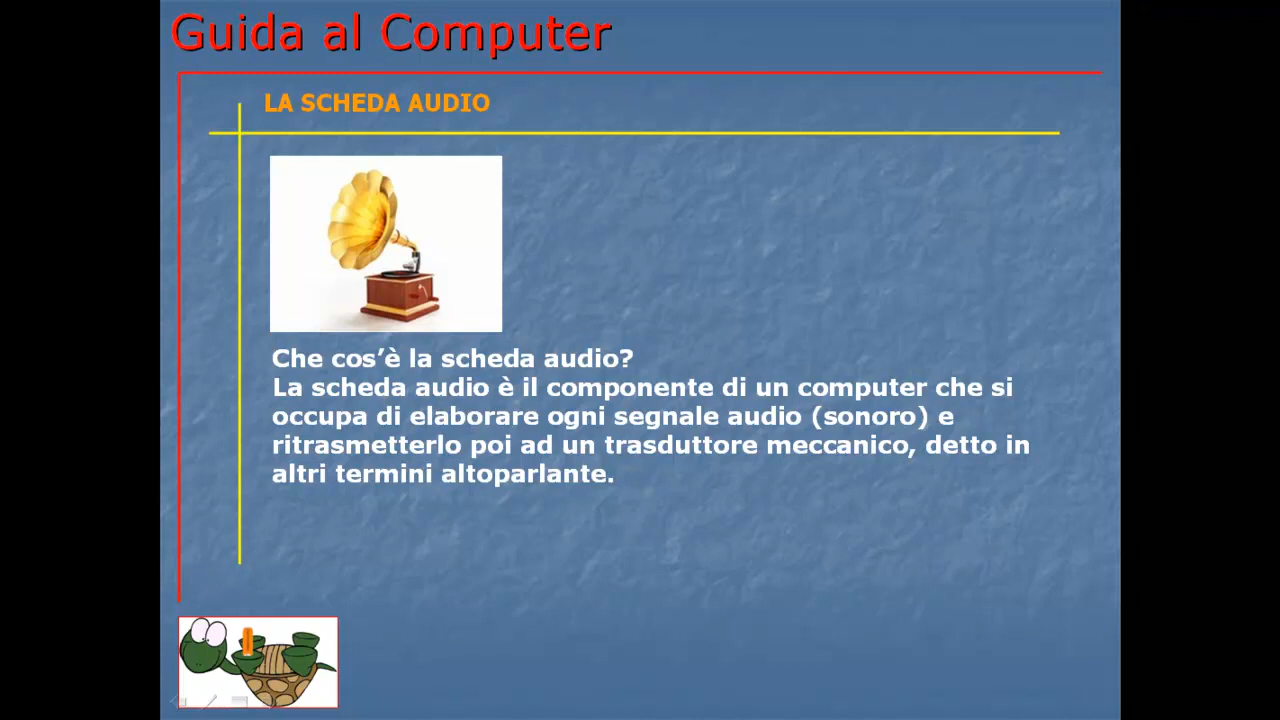 Guida al Computer
LA SCHEDA AUDIO
Che cos’è la scheda audio?
La scheda audio è il componente di un computer che si
occupa di elaborare ogni segnale audio (sonoro) e
ritrasmetterlo poi ad un trasduttore meccanico, detto in
altri termini altoparlante.